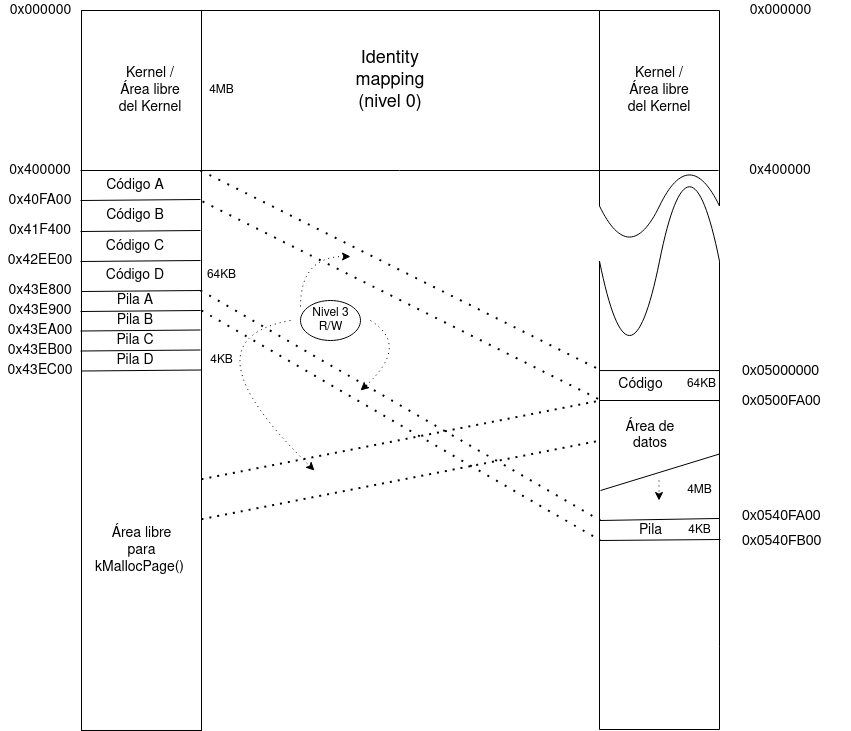 0x000000
0x000000
Kernel /
Área libre
del Kernel
4MB
Identity
mapping
(nivel 0)
Kernel /
Área libre
del Kernel
0x400000
0x400000
Código A
0x40FA00
Código B
0x41F400
Código C
0x42EE00
Código D
64KB
0x43E800
Pila A
0x43E900
Pila B
0x43EA00
Pila C
0x43EB00
Pila D
4KB
0x43EC00
Nivel 3
R/W
0x05000000
Código
64KB
0x0500FA00
Área de
datos
4MB
0x0540FA00
Pila
4KB
0x0540FB00
Área libre
para
kMallocPage()